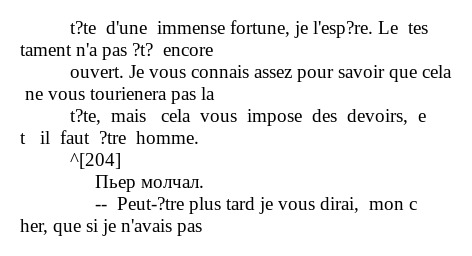 t?te d'une immense fortune, je l'esp?re. Le tes
tament n'a pas ?t? encore
ouvert. Je vous connais assez pour savoir que cela
ne vous tourienera pas la
t?te, mais cela vous impose des devoirs, e
t il faut ?tre homme.
^[204]
Пьер молчал.
-- Peut-?tre plus tard je vous dirai, mon c
her, que si je n'avais pas